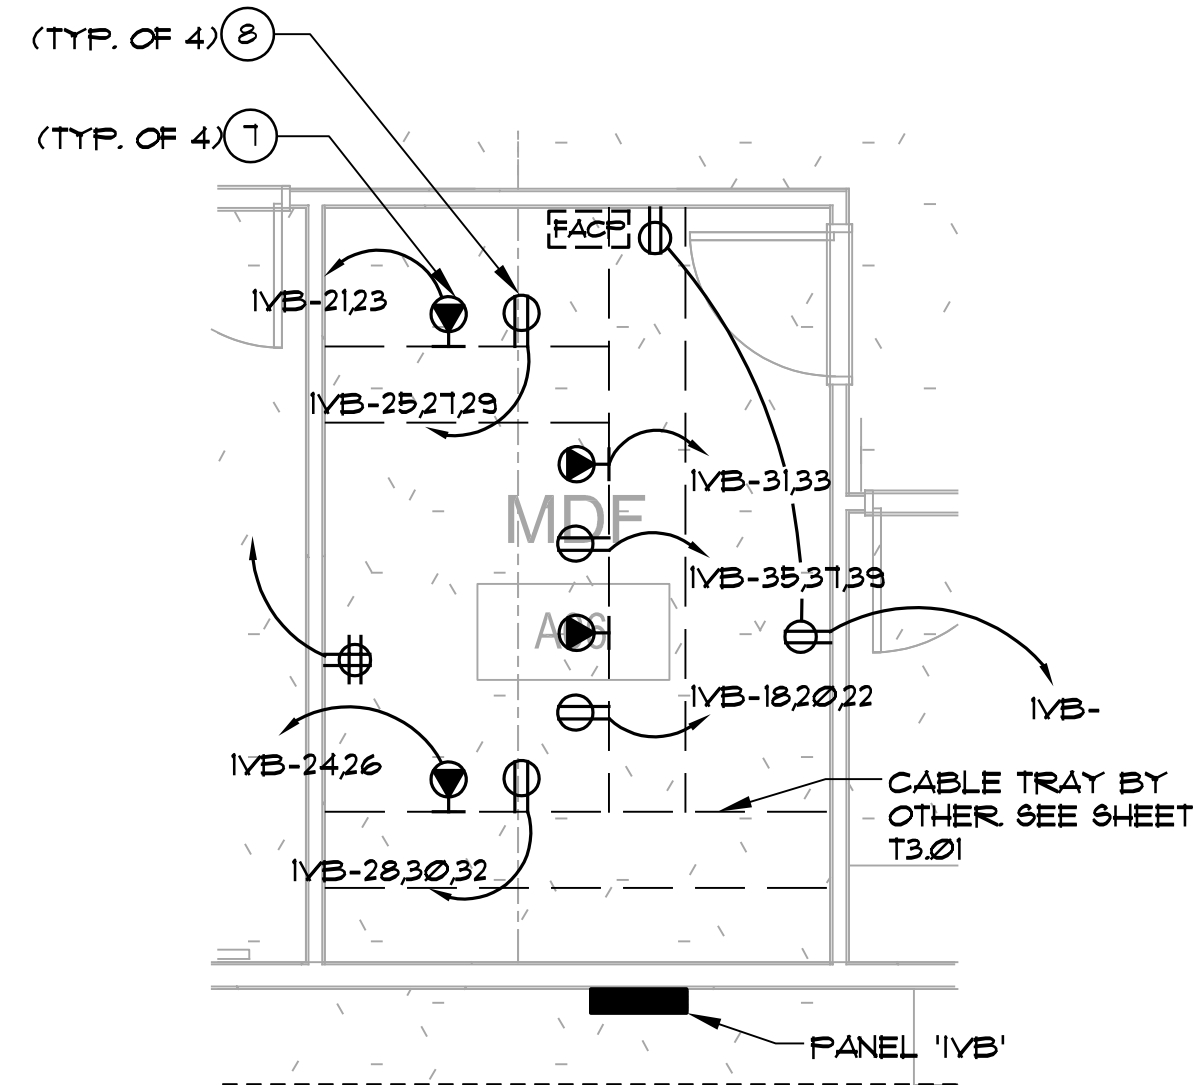 (TYP. OF 4) 8
(TYP. OF 4) 7
FACP
1VB-21,23
1VB-25,27,29
1VB-31,33
MDF
1VB-35,37,39
1VB-18,20,22
1VB-
1VB-24,26
CABLE TRAY BY
OTHER. SEE SHEET
T3.01
1VB-28,30,32
PANEL '1VB'